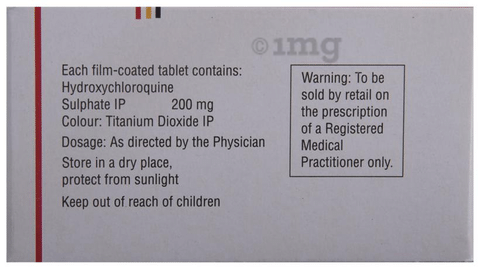 ©1mg
Each film-coated tablet contains:
Hydroxychloroquine
Sulphate IP 200 mg
Colour: Titanium Dioxide IP
Dosage: As directed by the Physician
Store in a dry place,
protect from sunlight
Keep out of reach of children
Warning: To be
sold by retail on
the prescription
of a Registered
Medical
Practitioner only.